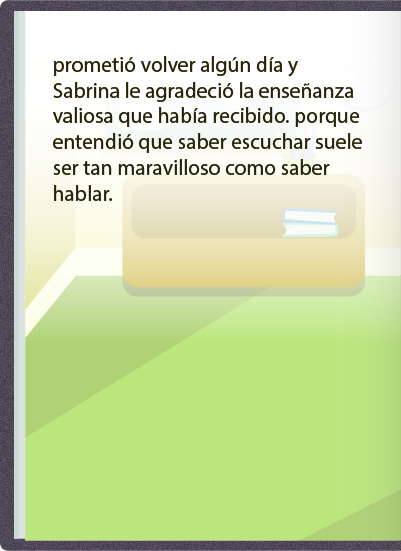 prometió volver algún día y
Sabrina le agradeció la enseñanza
valiosa que había recibido. porque
entendió que saber escuchar suele
ser tan maravilloso como saber
hablar.